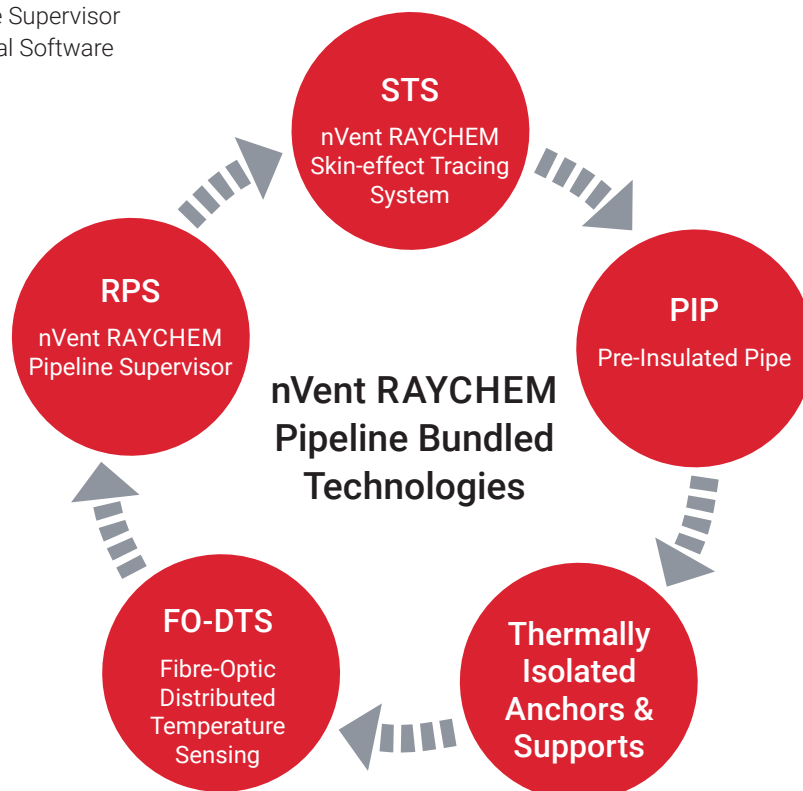 Supervisor
Software
STS
nVent RAYCHEM
Skin-effect Tracing
System
PIP
Pre-Insulated Pipe
RPS
nVent RAYCHEM
Pipeline Supervisor
nVent RAYCHEM
Pipeline Bundled
Technologies
FO-DTS
Fibre-Optic
Distributed
Temperature
Sensing
Thermally
Isolated
Anchors &
Supports